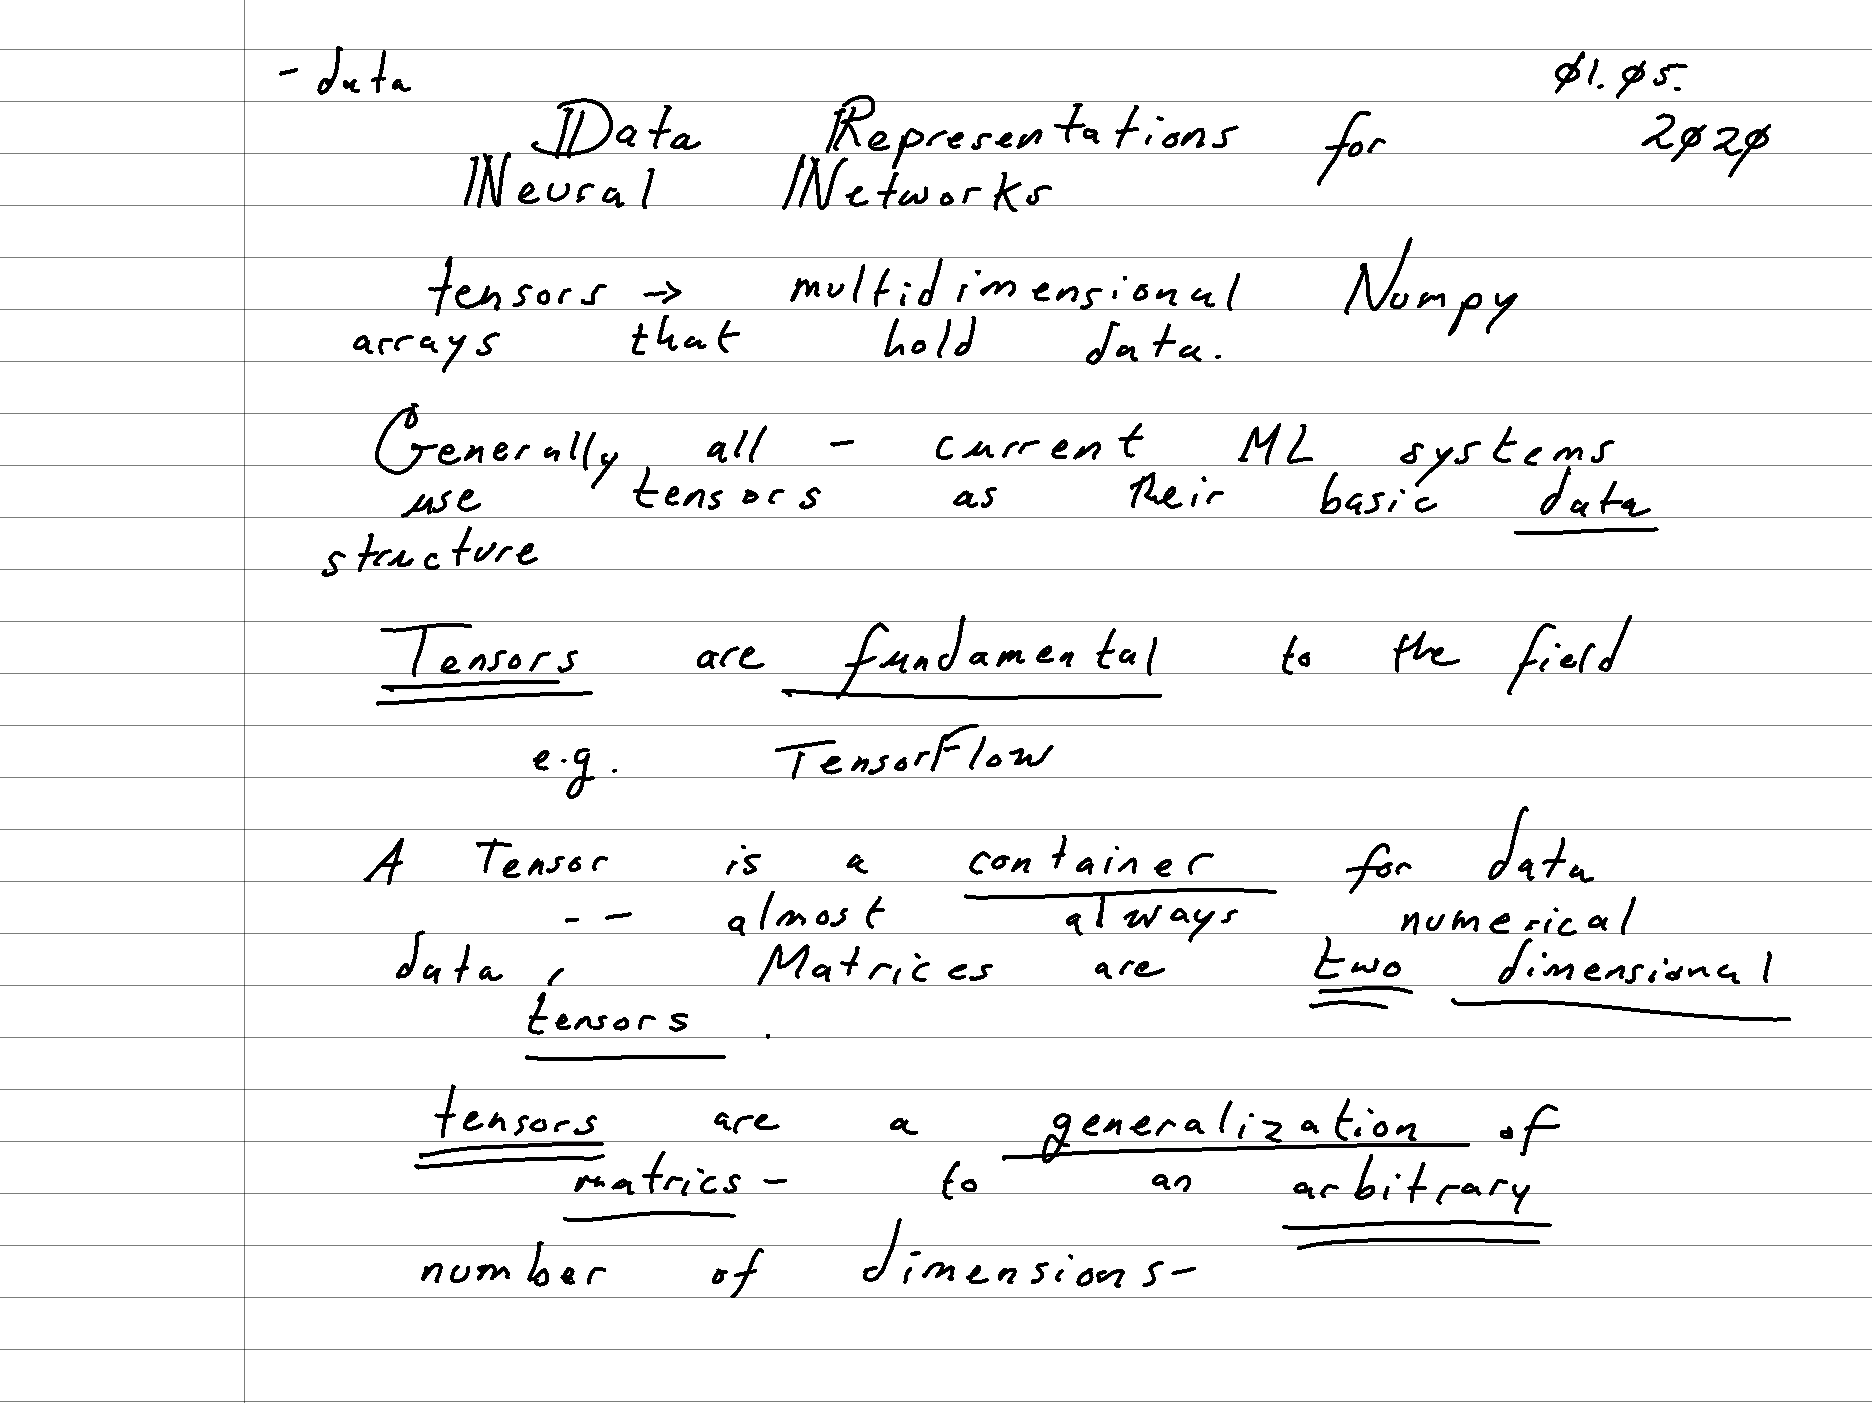 - data 01.05.
Data Representations for 2020
Neural Networks
tensors → multidimensional Numpy
arrays that hold data.
Generally, all - current ML systems
use tensors as their basic data
structure
Tensors are fundamental to the field
e.g. TensorFlow
A Tensor is a container for data
-- almost always numerical
data, Matrices are two dimensional
tensors.
tensors are a generalization of
matrics - to an arbitrary
number of dimensions-